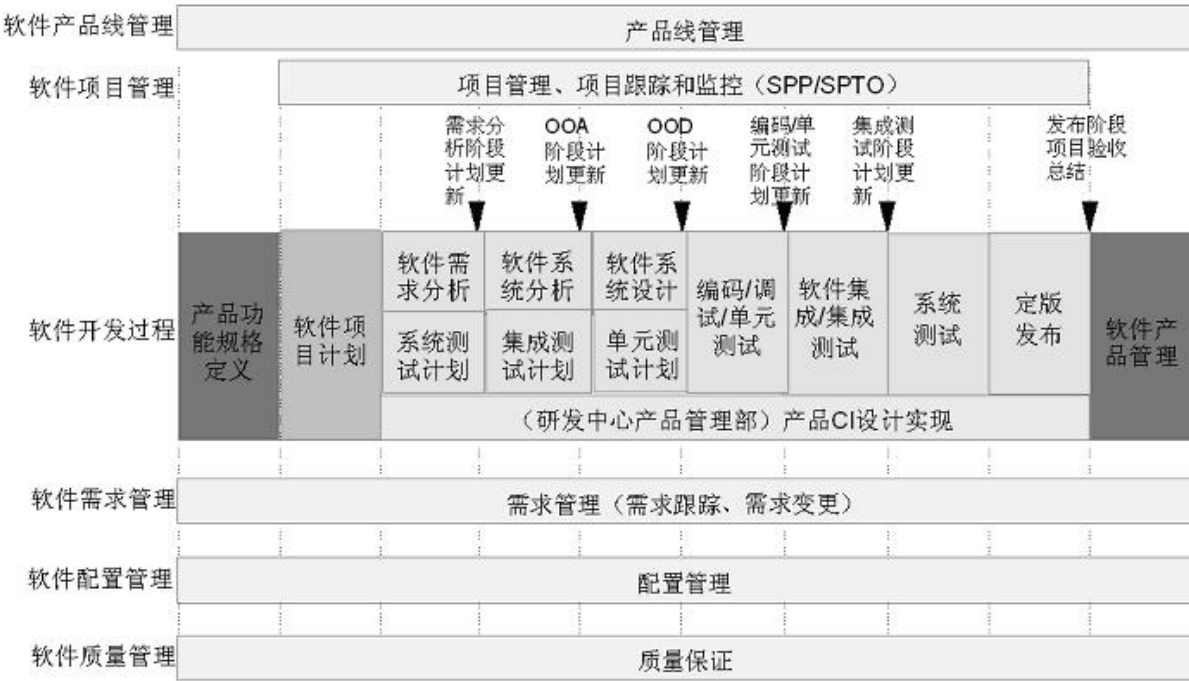 软件产品线管理
产品线管理
软件项目管理
项目管理、项目跟踪和监控（SPP/SPTO）
需求分
析阶段
计划更
新
OOA
阶段计
划更新
OOD
阶段计
划更新
编码/单
元测试
阶段计
划更新
集成测
试阶段
计划更
新
发布阶段
项目验收
总结
软件开发过程
产品功
能规格
定义
软件项
目计划
软件需
求分析
系统测
试计划
软件系
统分析
集成测
试计划
软件系
统设计
单元测
试计划
编码/调
试/单元
测试
软件集
成/集成
测试
系统
测试
定版
发布
软件产
品管理
（研发中心产品管理部）产品CI设计实现
软件需求管理
需求管理（需求跟踪、需求变更）
软件配置管理
配置管理
软件质量管理
质量保证